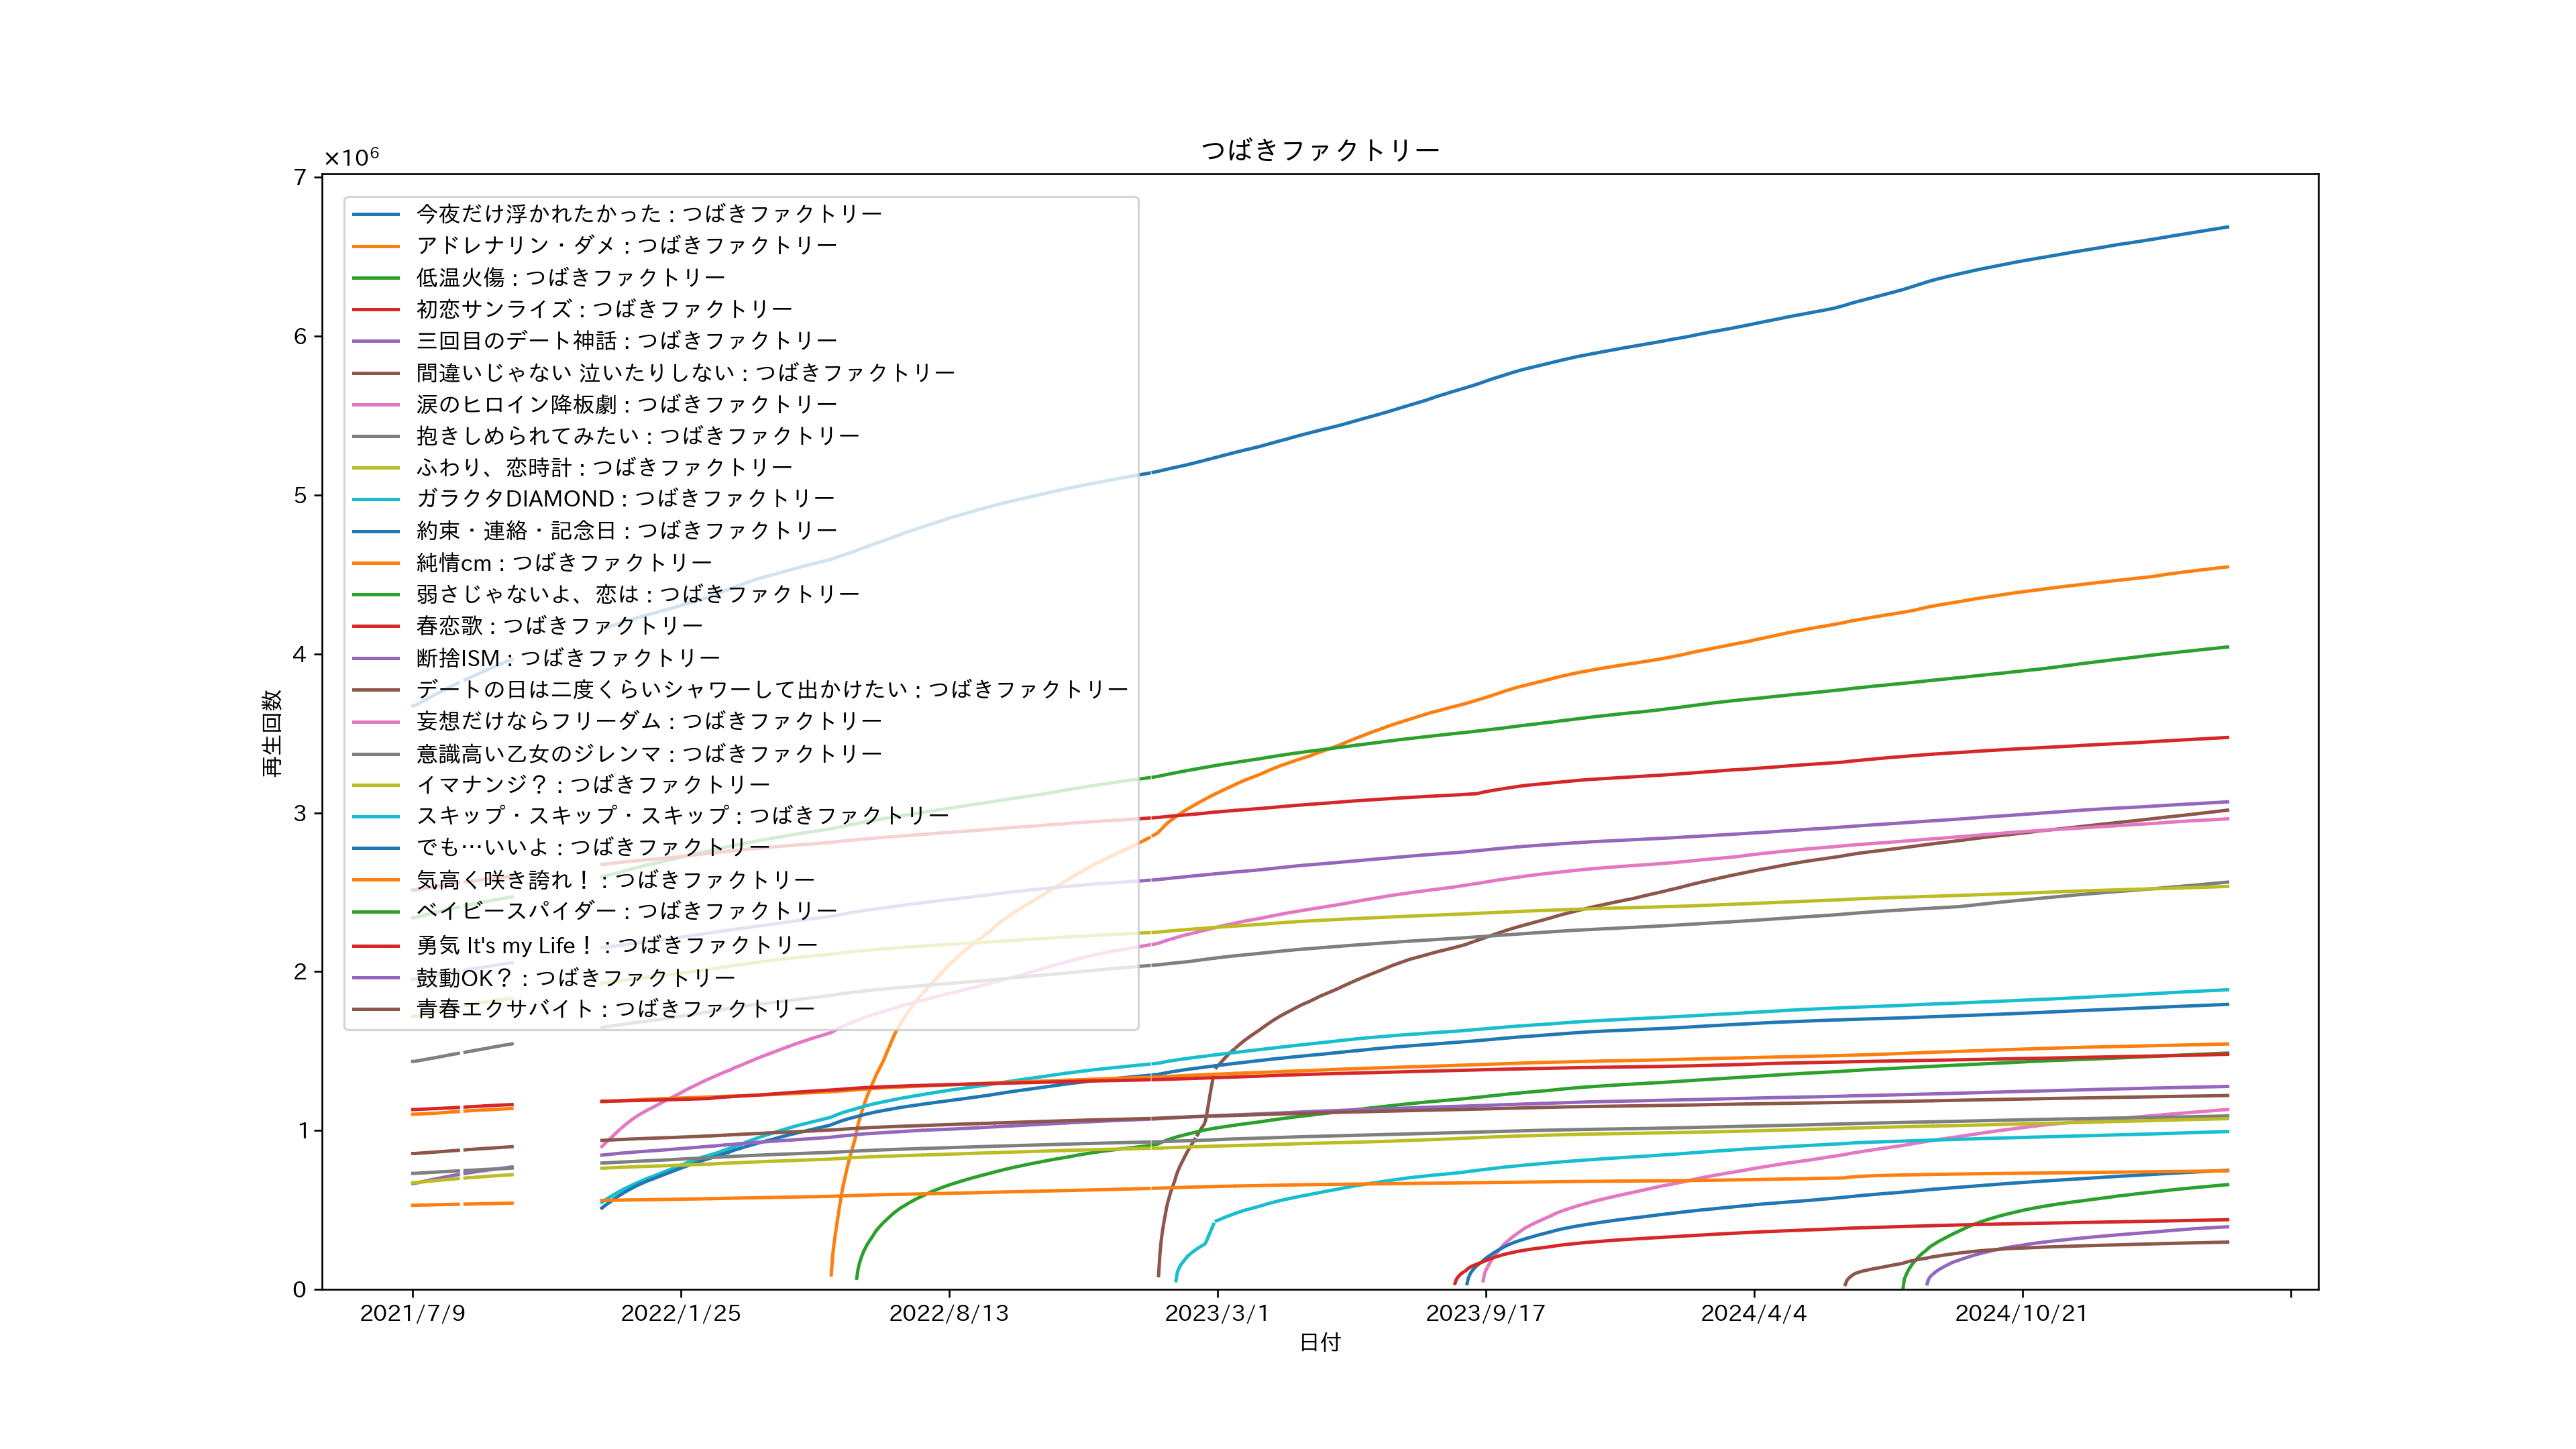 つばきファクトリー
×10⁶
7
6
5
4
3
2
1
0
再生回数
今夜だけ浮かれたかった : つばきファクトリー
アドレナリン・ダメ : つばきファクトリー
低温火傷 : つばきファクトリー
初恋サンライズ : つばきファクトリー
三回目のデート神話 : つばきファクトリー
間違いじゃない 泣いたりしない : つばきファクトリー
涙のヒロイン降板劇 : つばきファクトリー
抱きしめられてみたい : つばきファクトリー
ふわり、恋時計 : つばきファクトリー
ガラクタDIAMOND : つばきファクトリー
約束・連絡・記念日 : つばきファクトリー
純情cm : つばきファクトリー
弱さじゃないよ、恋は : つばきファクトリー
春恋歌 : つばきファクトリー
断捨ISM : つばきファクトリー
デートの日は二度くらいシャワーして出かけたい : つばきファクトリー
妄想だけならフリーダム : つばきファクトリー
意識高い乙女のジレンマ : つばきファクトリー
イマナンジ？ : つばきファクトリー
スキップ・スキップ・スキップ : つばきファクトリー
でも…いいよ : つばきファクトリー
気高く咲き誇れ！ : つばきファクトリー
ベイビースパイダー : つばきファクトリー
勇気 It's my Life！ : つばきファクトリー
鼓動OK？ : つばきファクトリー
青春エクサバイト : つばきファクトリー
2021/7/9
2022/1/25
2022/8/13
2023/3/1
2023/9/17
2024/4/4
2024/10/21
日付